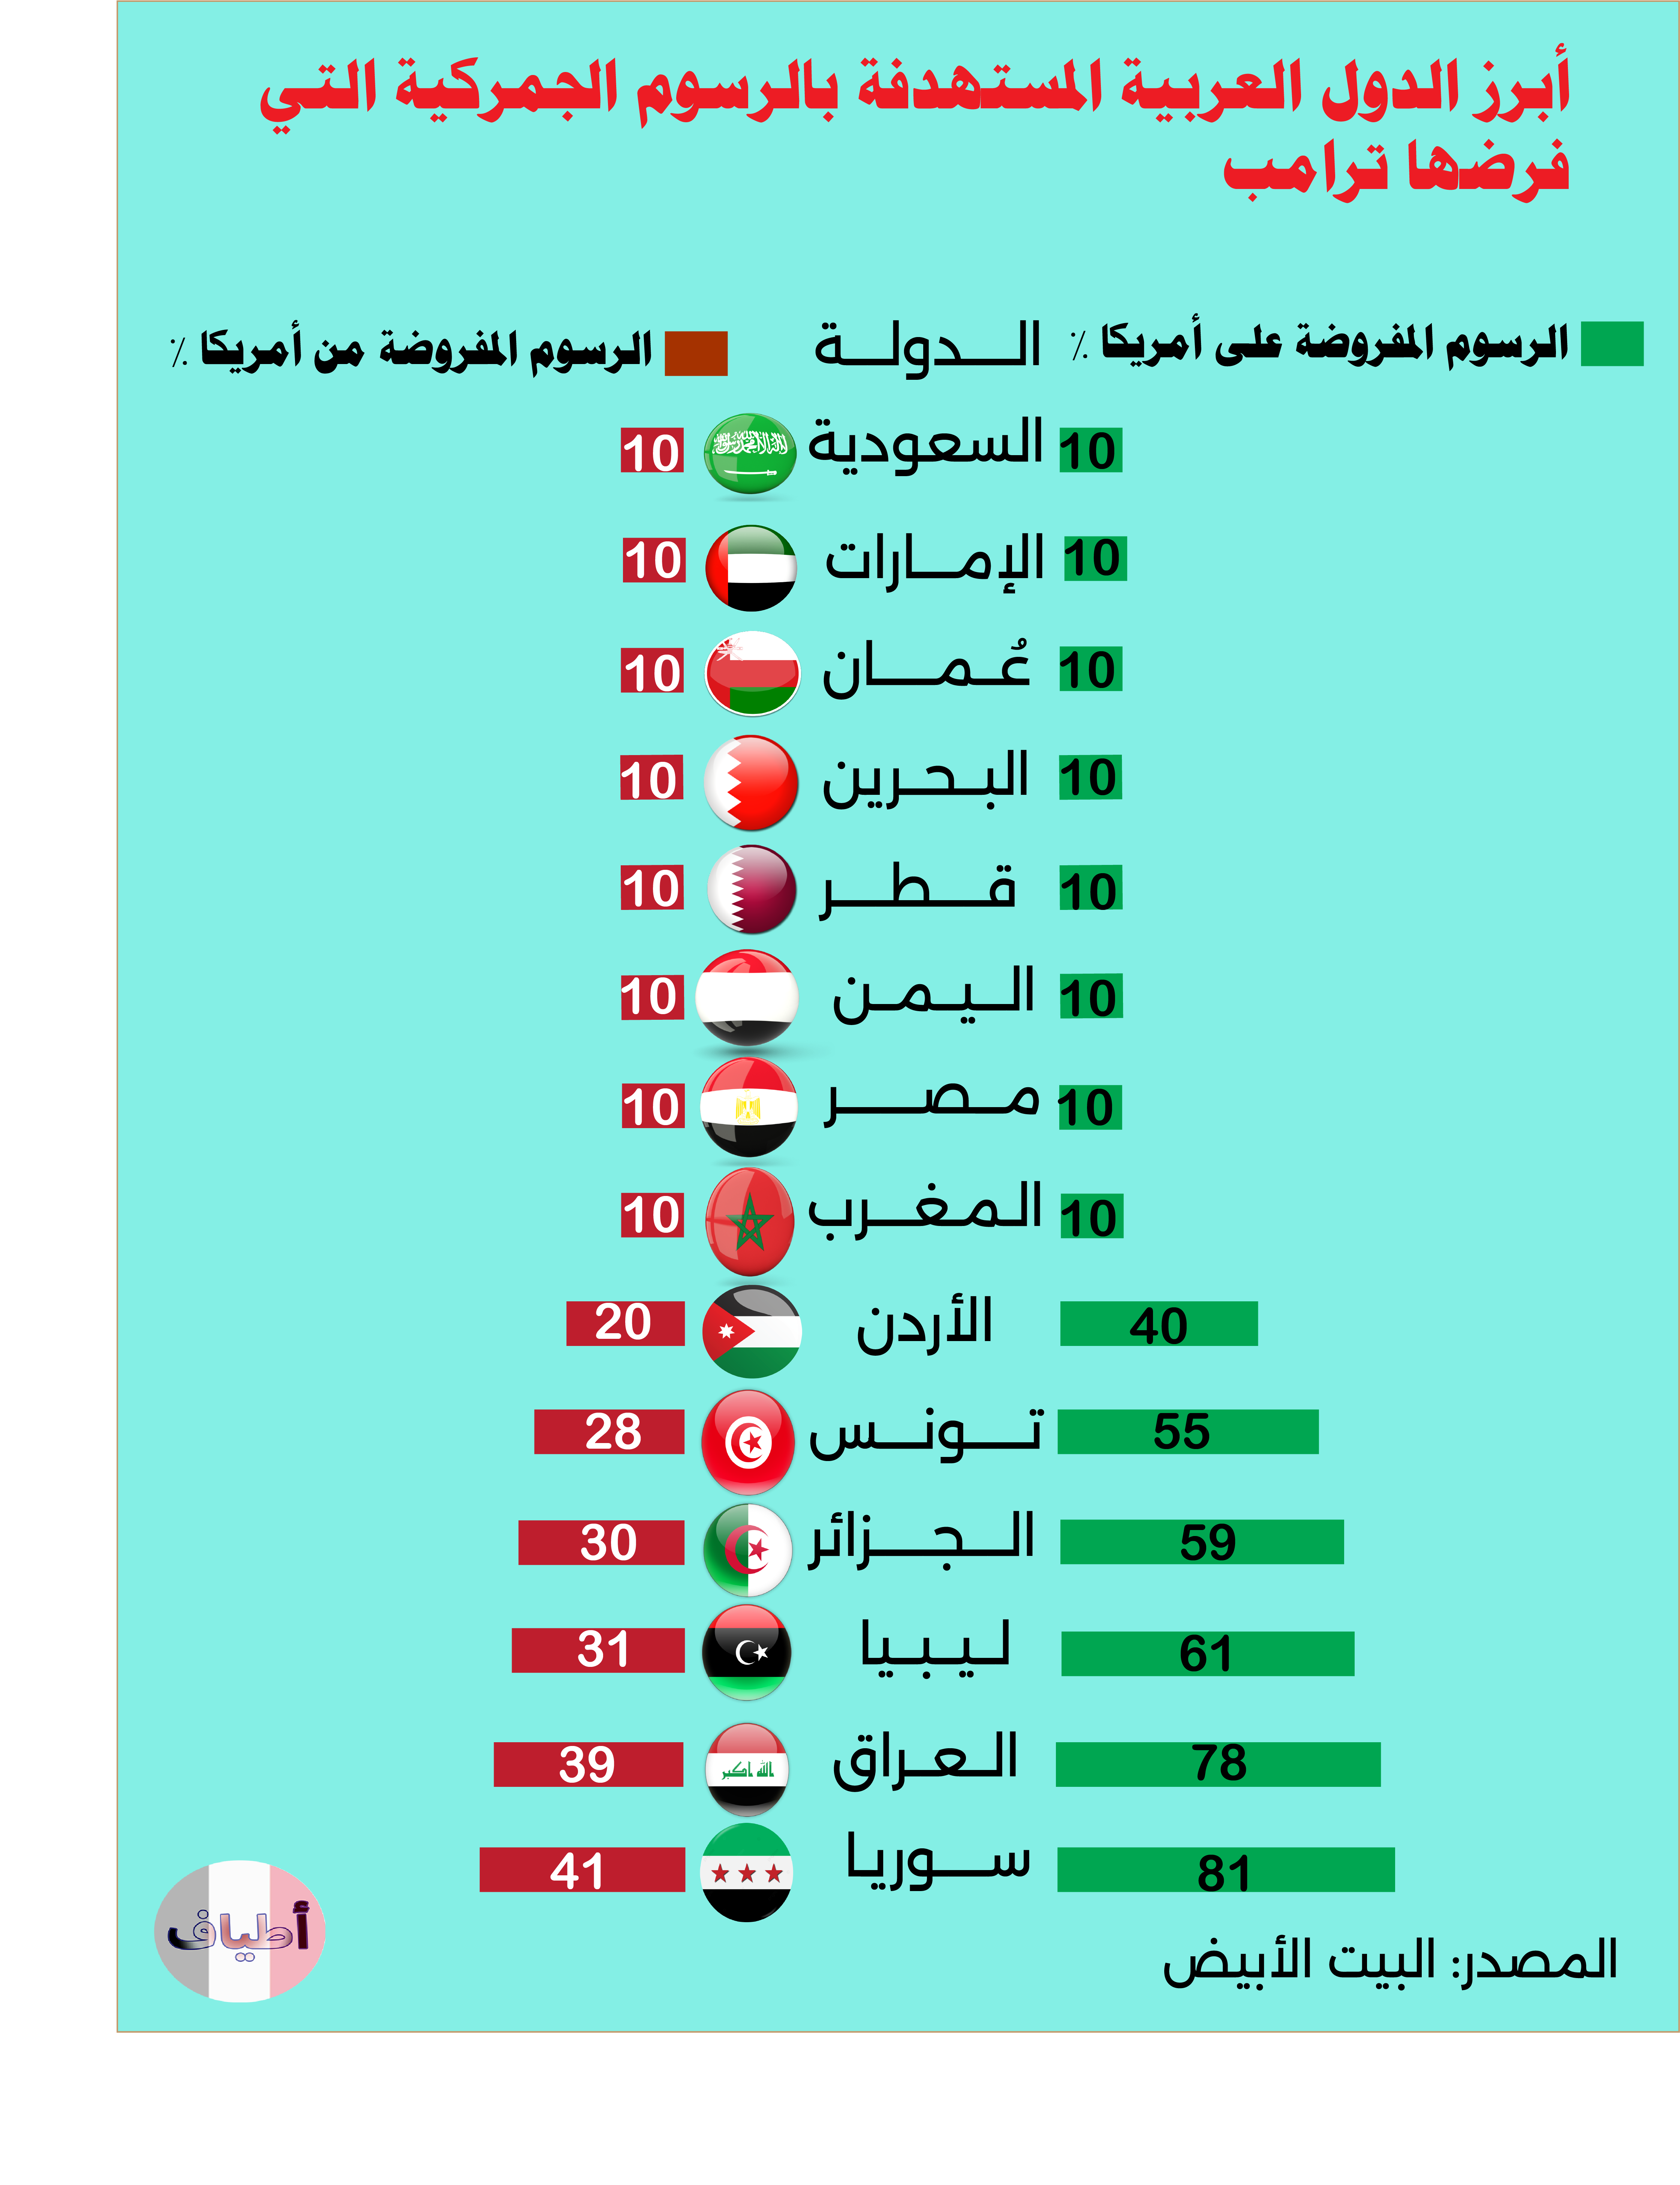 أبرز الدول العربية المستهدفة بالرسوم الجمركية التي
فرضها ترامب
الرسوم المفروضة على أمريكا %
الدولة
الرسوم المفروضة من أمريكا %
10 السعودية 10
10 الإمارات 10
10 عُمان 10
10 البحرين 10
10 قطر 10
10 اليمن 10
10 مصر 10
10 المغرب 10
40 الأردن 20
55 تونس 28
59 الجزائر 30
61 ليبيا 31
78 العراق الله اكبر 39
81 سوريا 41
المصدر: البيت الأبيض
أطياف